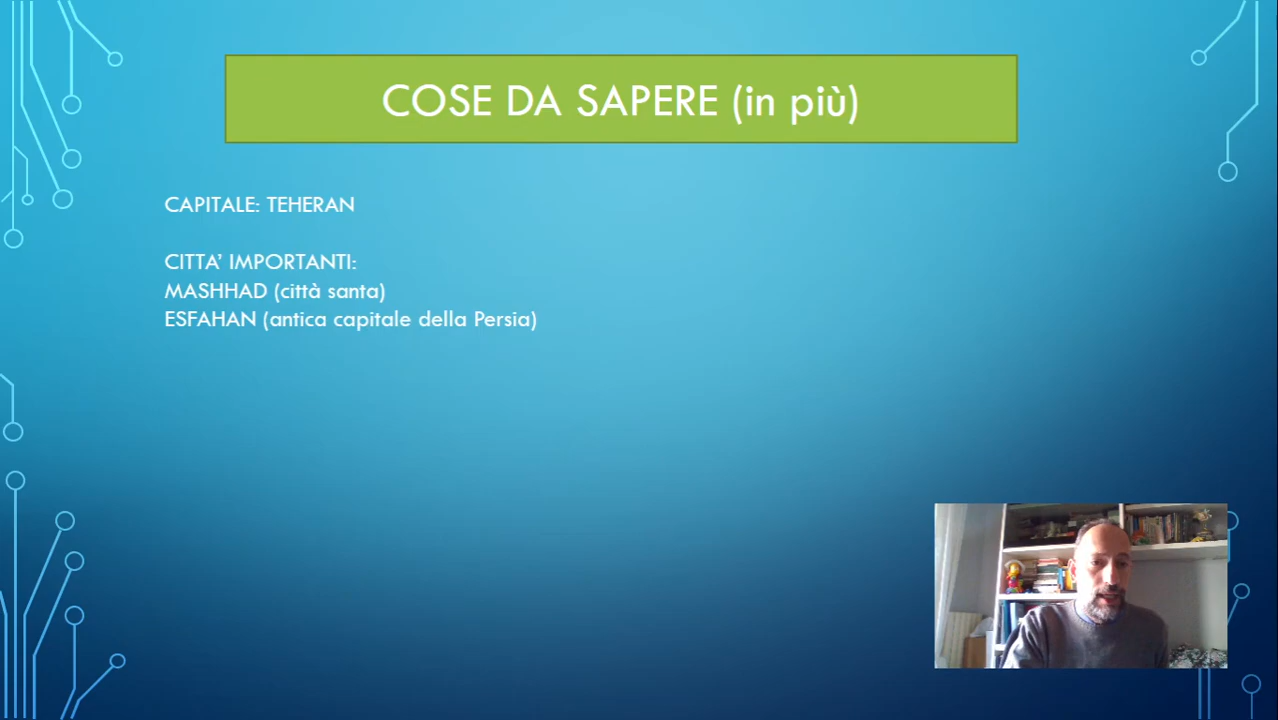 COSE DA SAPERE (in più)
CAPITALE: TEHERAN
CITTA’ IMPORTANTI:
MASHHAD (città santa)
ESFAHAN (antica capitale della Persia)